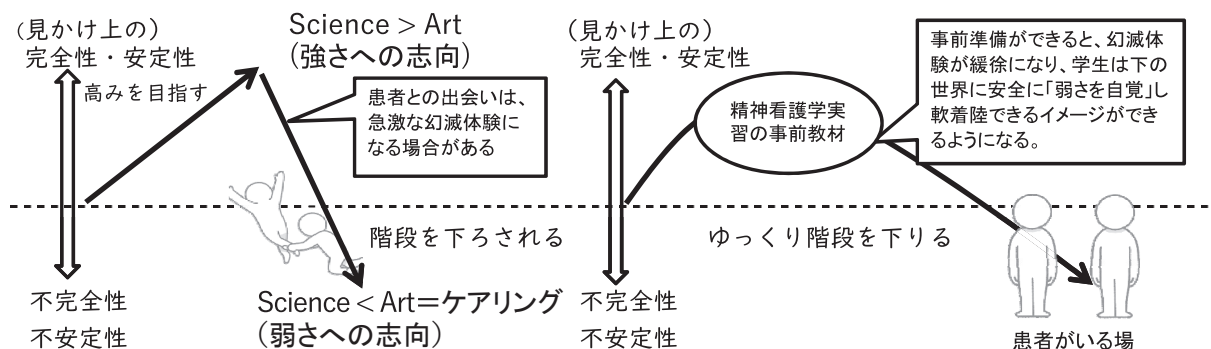 (見かけ上の)
完全性・安定性
高みを目指す
Science > Art
(強さへの志向)
患者との出会いは、
急激な幻滅体験に
なる場合がある
階段を下ろされる
不完全性
不安定性
Science < Art=ケアリング
(弱さへの志向)
(見かけ上の)
完全性・安定性
精神看護学実
習の事前教材
事前準備ができると、幻滅体
験が緩徐になり、学生は下の
世界に安全に「弱さを自覚」し
軟着陸できるイメージができ
るようになる。
ゆっくり階段を下りる
不完全性
不安定性
患者がいる場